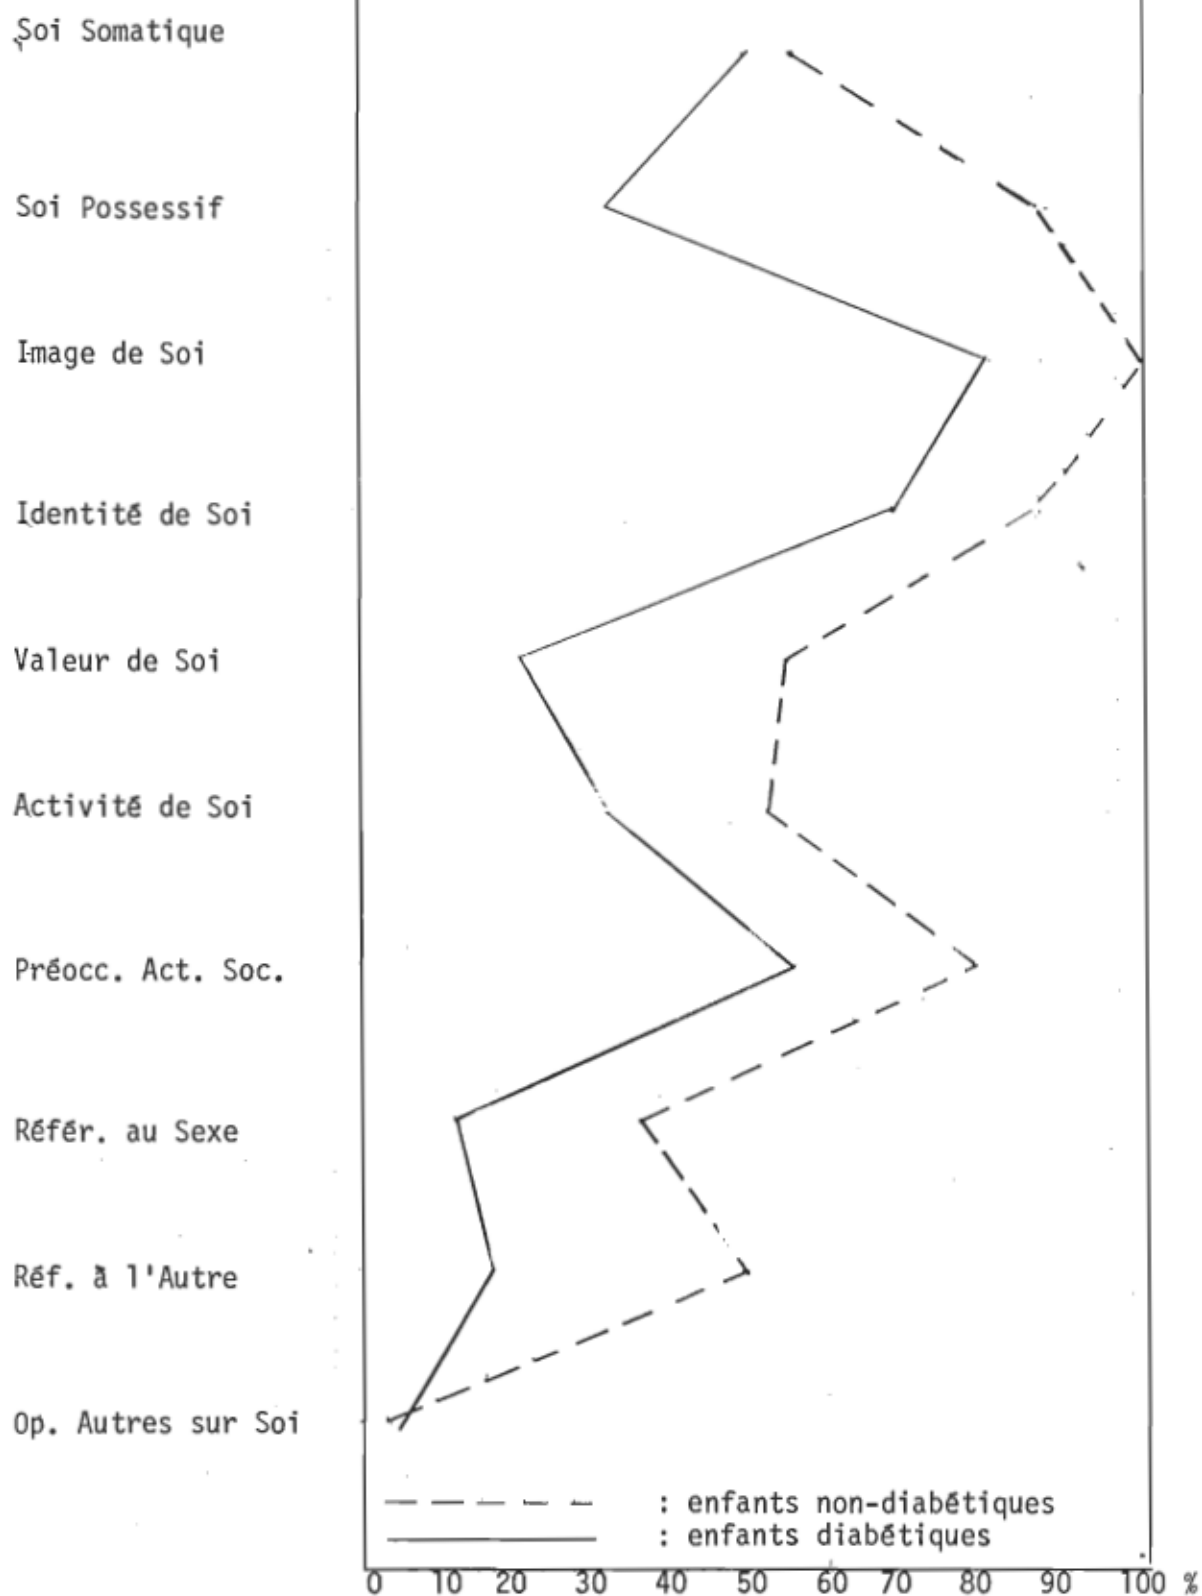 Soi Somatique
Soi Possessif
Image de Soi
Identité de Soi
Valeur de Soi
Activité de Soi
Préocc. Act. Soc.
Référ. au Sexe
Réf. à l'Autre
Op. Autres sur Soi
: enfants non-diabétiques
: enfants diabétiques
0 10 20 30 40 50 60 70 80 90 100 %